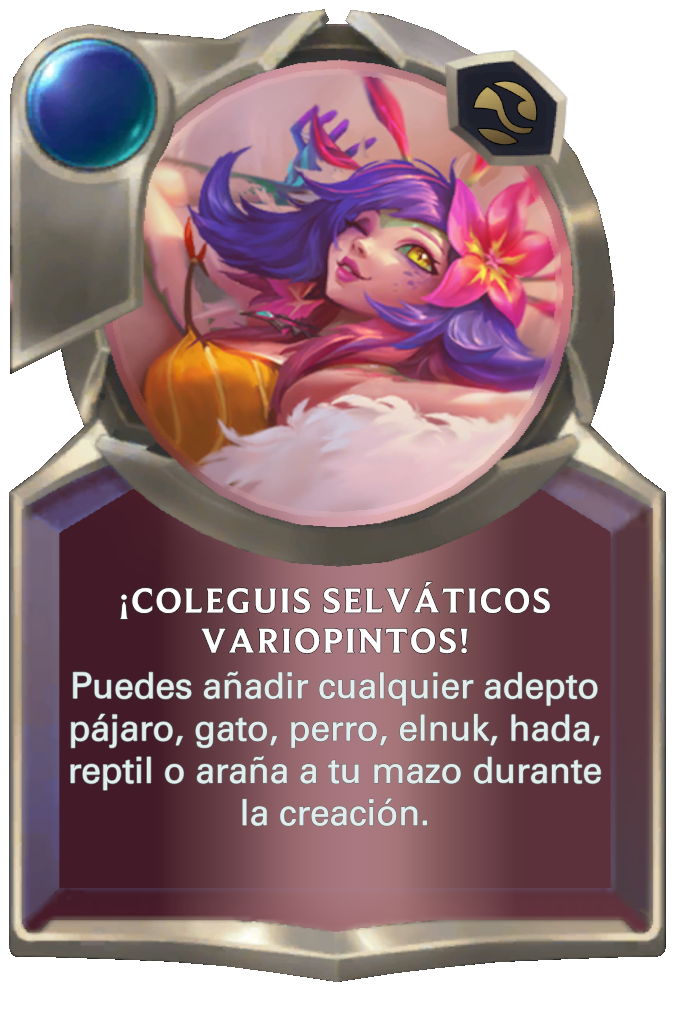 ¡COLEGUIS SELVÁTICOS
VARIOPINTOS!
Puedes añadir cualquier adepto
pájaro, gato, perro, elnuk, hada,
reptil o araña a tu mazo durante
la creación.